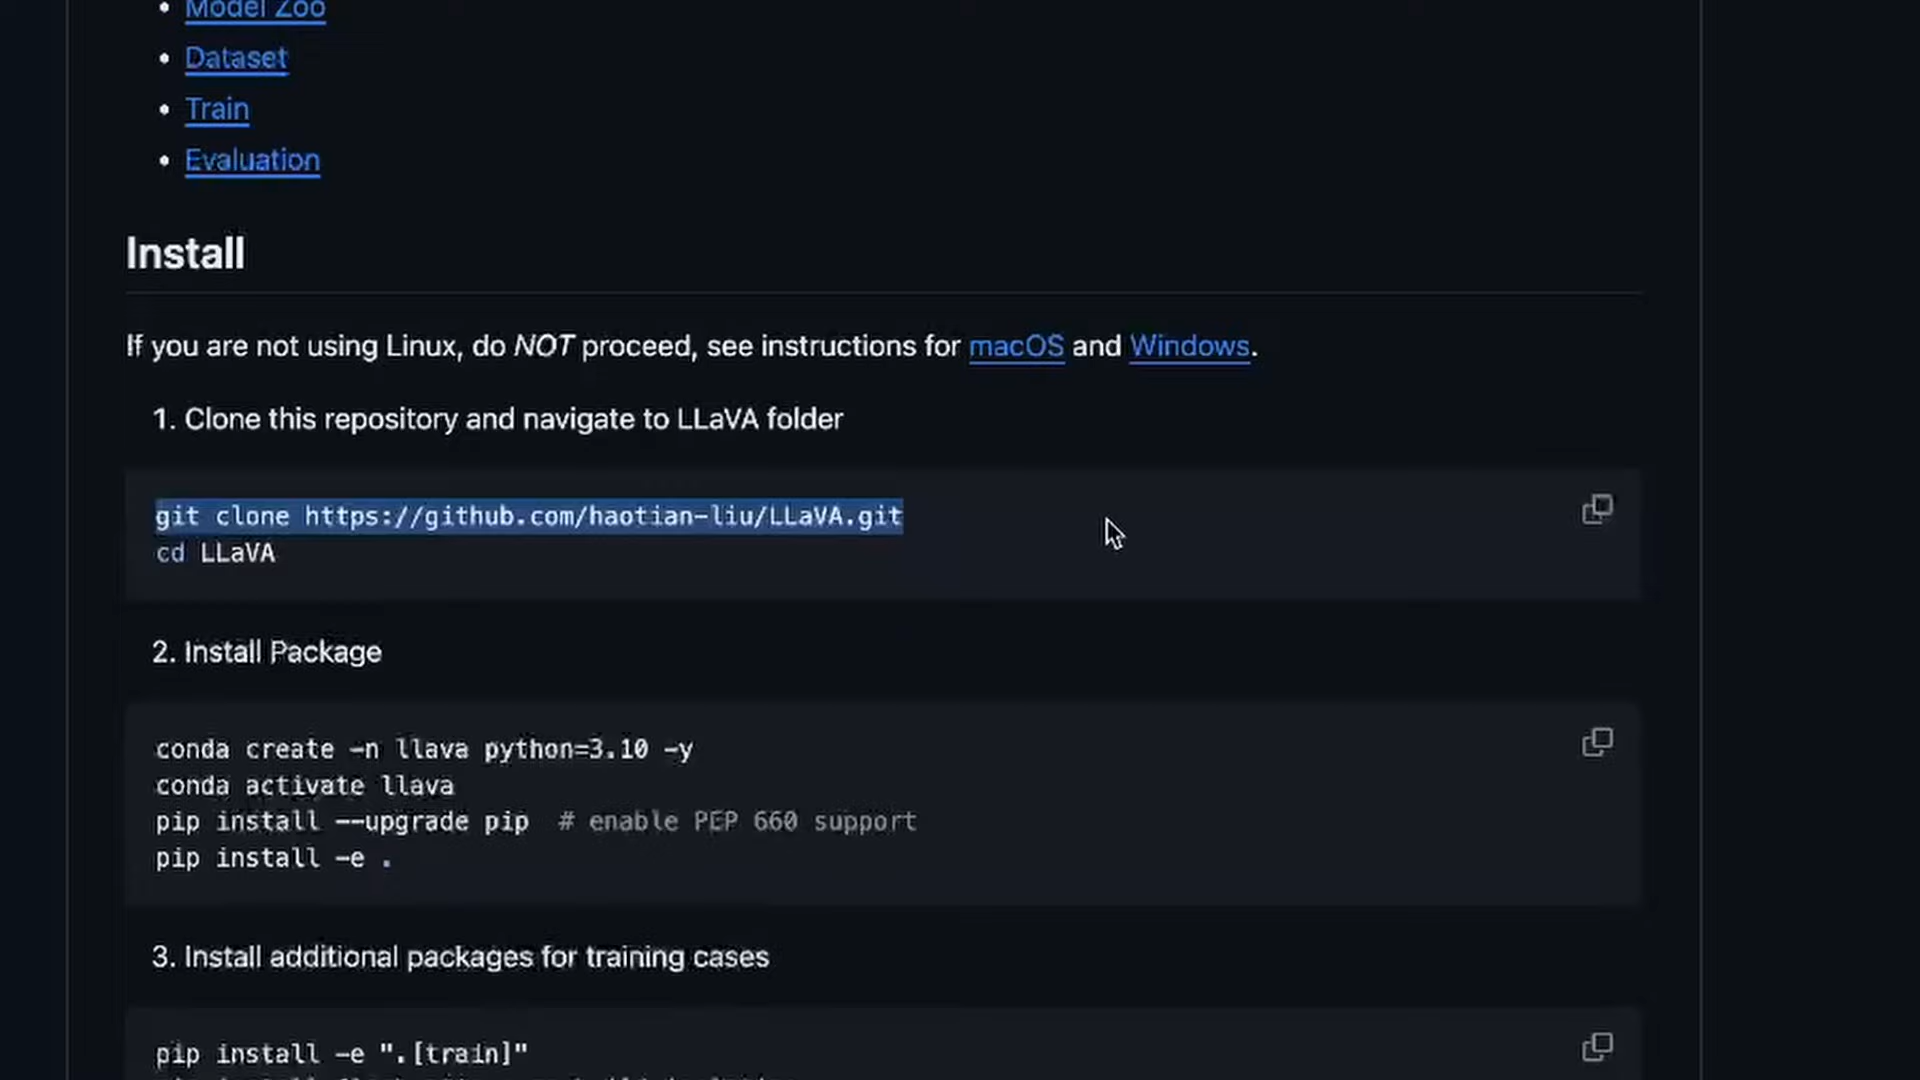 Model Zoo
Dataset
Train
Evaluation
Install
If you are not using Linux, do NOT proceed, see instructions for macOS and Windows.
1. Clone this repository and navigate to LLaVA folder
git clone https://github.com/haotian-liu/LLaVA.git
cd LLaVA
2. Install Package
conda create -n llava python=3.10 -y
conda activate llava
pip install --upgrade pip  # enable PEP 660 support
pip install -e .
3. Install additional packages for training cases
pip install -e ".[train]"